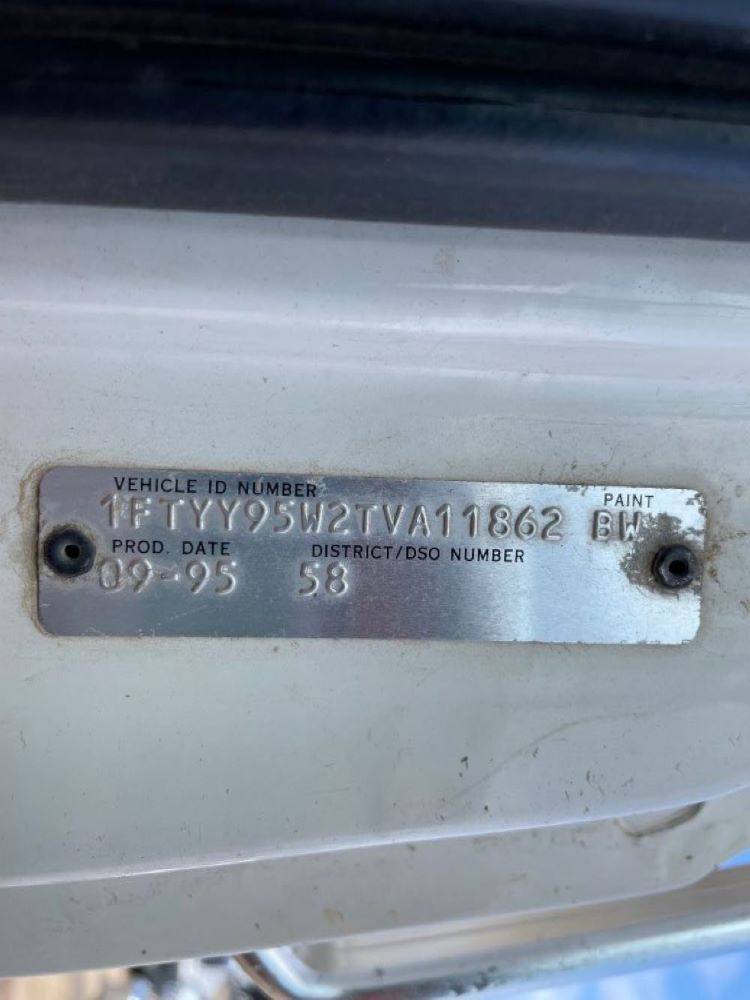 VEHICLE ID NUMBER PAINT
1FTYY95W2TVA11862 BW
PROD. DATE DISTRICT/DSO NUMBER
09-95 58